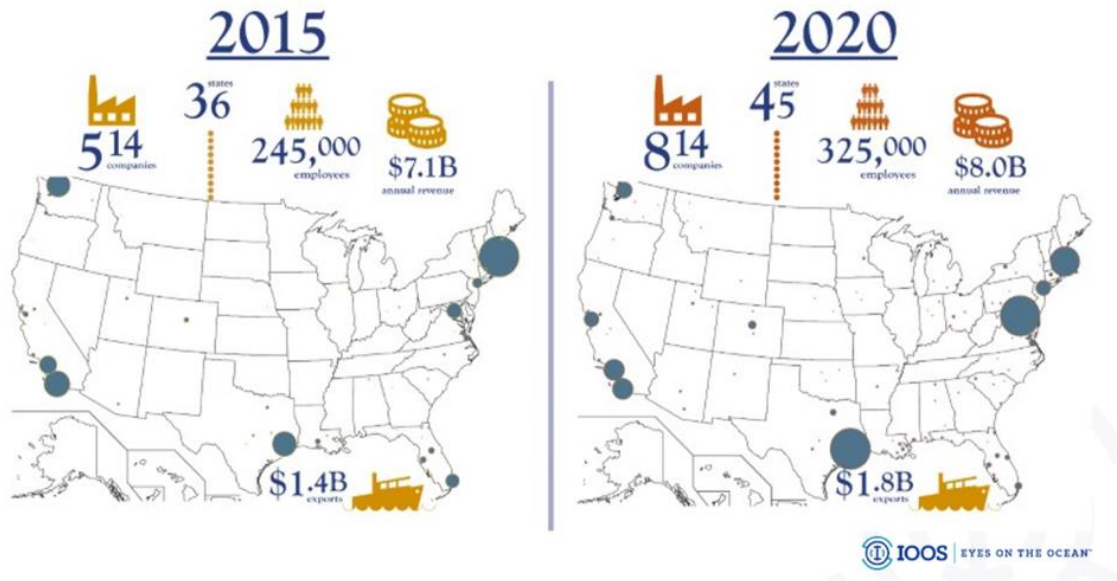 2015
514
companies
36
states
245,000
employees
$7.1B
annual revenue
$1.4B
exports
2020
814
companies
45
states
325,000
employees
$8.0B
annual revenue
$1.8B
exports
IOOS | EYES ON THE OCEAN™